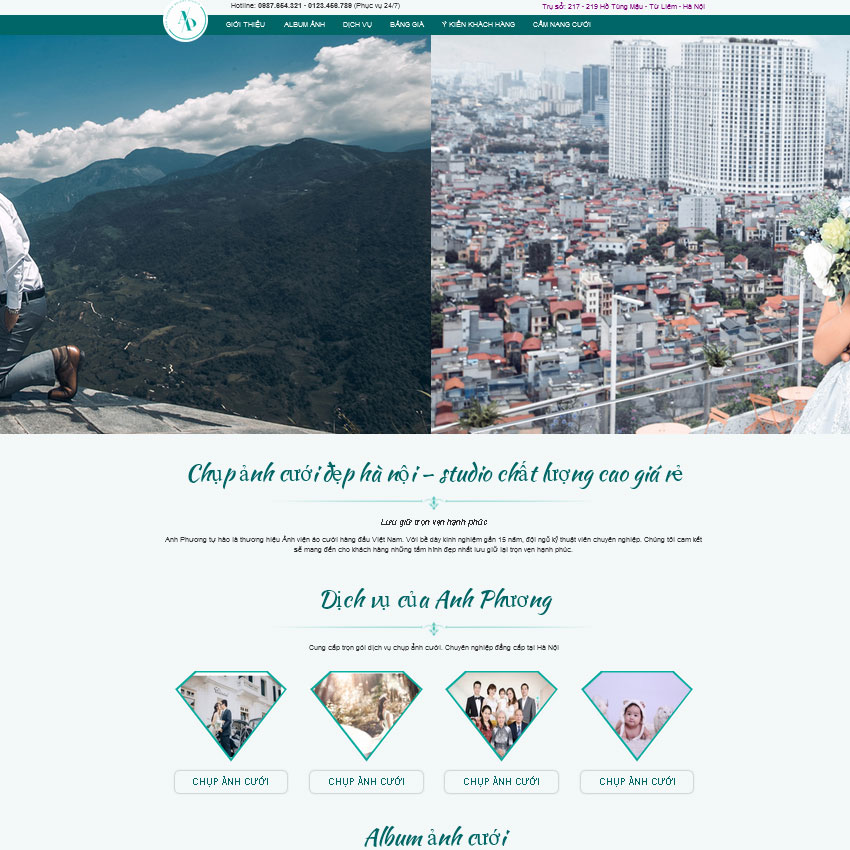 Hotline: 0987.654.321 - 0123.456.789 (Phục vụ 24/7)
Trụ sở: 217 - 219 Hồ Tùng Mậu - Từ Liêm - Hà Nội
AP
GIỚI THIỆU ALBUM ẢNH DỊCH VỤ BẢNG GIÁ Ý KIẾN KHÁCH HÀNG CẨM NANG CƯỚI
Chụp ảnh cưới đẹp hà nội – studio chất lượng cao giá rẻ
Lưu giữ trọn vẹn hạnh phúc
Anh Phương tự hào là thương hiệu Ảnh viện áo cưới hàng đầu Việt Nam. Với bề dày kinh nghiệm gần 15 năm, đội ngũ kỹ thuật viên chuyên nghiệp. Chúng tôi cam kết
sẽ mang đến cho khách hàng những tấm hình đẹp nhất lưu giữ lại trọn vẹn hạnh phúc.
Dịch vụ của Anh Phương
Cung cấp trọn gói dịch vụ chụp ảnh cưới. Chuyên nghiệp đẳng cấp tại Hà Nội
CHỤP ẢNH CƯỚI CHỤP ẢNH CƯỚI CHỤP ẢNH CƯỚI CHỤP ẢNH CƯỚI
Album ảnh cưới